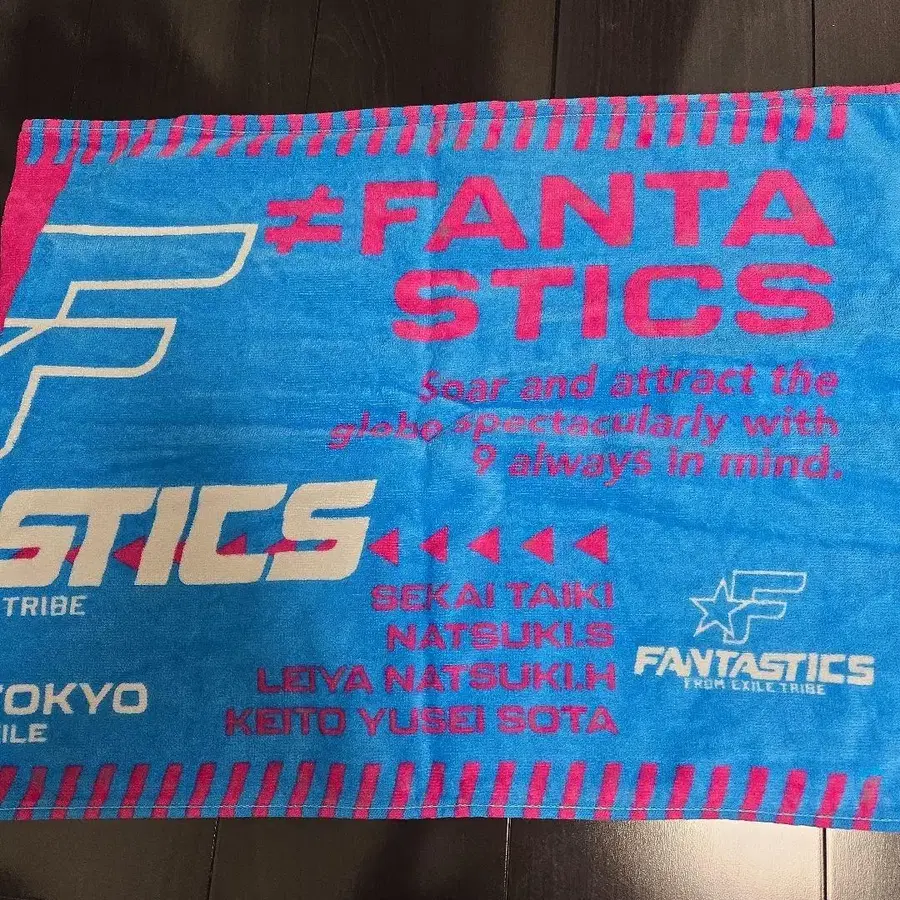 ≠FANTA
STICS
Soar and attract the
globe spectacularly with
9 always in mind.
STICS
TRIBE
SEKAI TAIKI
NATSUKI.S
LEIYA NATSUKI.H
KEITO YUSEI SOTA
TOKYO
ILE
F
FANTASTICS
FROM EXILE TRIBE